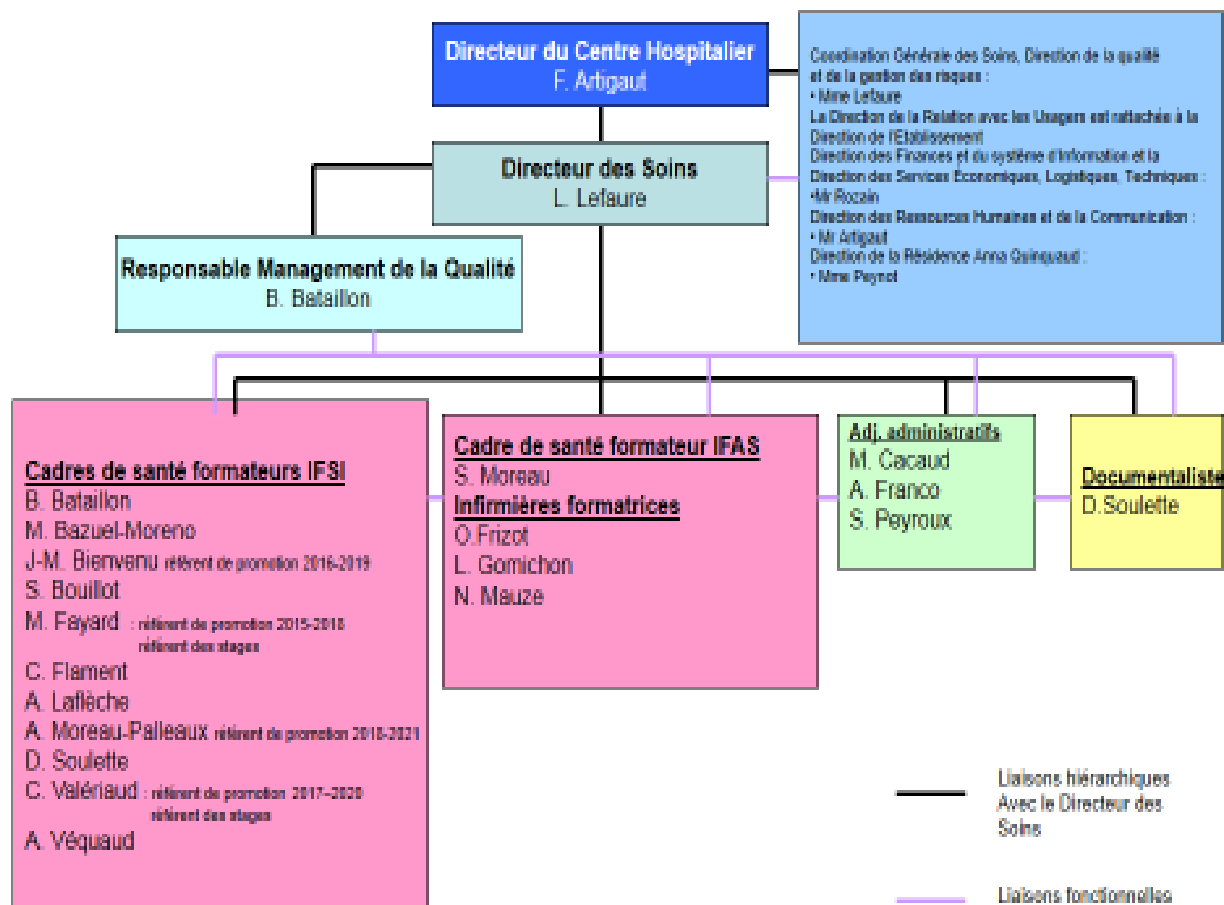 Directeur du Centre Hospitalier
F. Artigaut
Coordination Générale des Soins, Direction de la qualité
et de la gestion des risques :
• Mme Lefaure
La Direction de la Relation avec les Usagers est rattachée à la
Direction de l'Etablissement
Direction des Finances et du système d'Information et la
Direction des Services Économiques, Logistiques, Techniques :
•Mr Rozain
Direction des Ressources Humaines et de la Communication :
• Mr Artigaut
Direction de la Résidence Anna Quinquaud :
• Mme Peynot
Directeur des Soins
L. Lefaure
Responsable Management de la Qualité
B. Bataillon
Cadres de santé formateurs IFSI
B. Bataillon
M. Bazuel-Moreno
J-M. Bienvenu référent de promotion 2016-2019
S. Bouillot
M. Fayard : référent de promotion 2015-2018
référent des stages
C. Flament
A. Laflèche
A. Moreau-Palleaux référent de promotion 2018-2021
D. Soulette
C. Valériaud : référent de promotion 2017-2020
référent des stages
A. Véquaud
Cadre de santé formateur IFAS
S. Moreau
Infirmières formatrices
O.Frizot
L. Gomichon
N. Mauze
Adj. administratifs
M. Cacaud
A. Franco
S. Peyroux
Documentaliste
D.Soulette
Liaisons hiérarchiques
Avec le Directeur des
Soins
Liaisons fonctionnelles